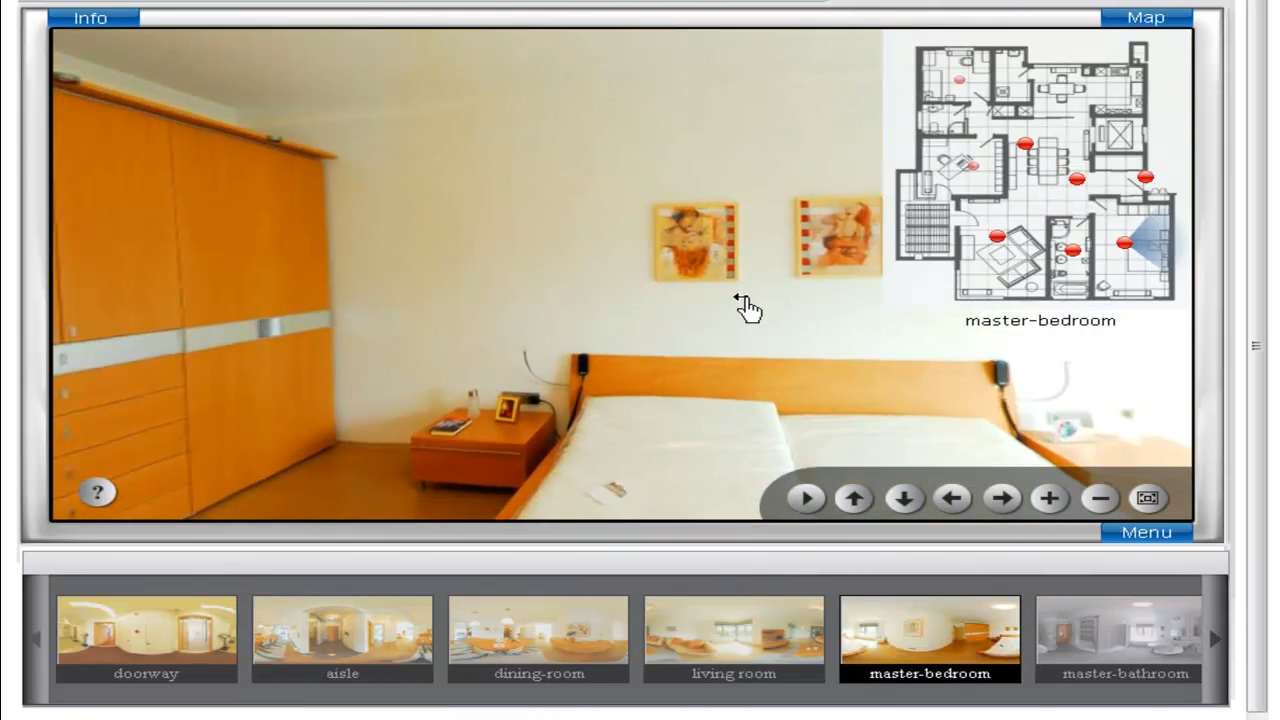 Info
Map
master-bedroom
?
Menu
doorway
aisle
dining-room
living room
master-bedroom
master-bathroom